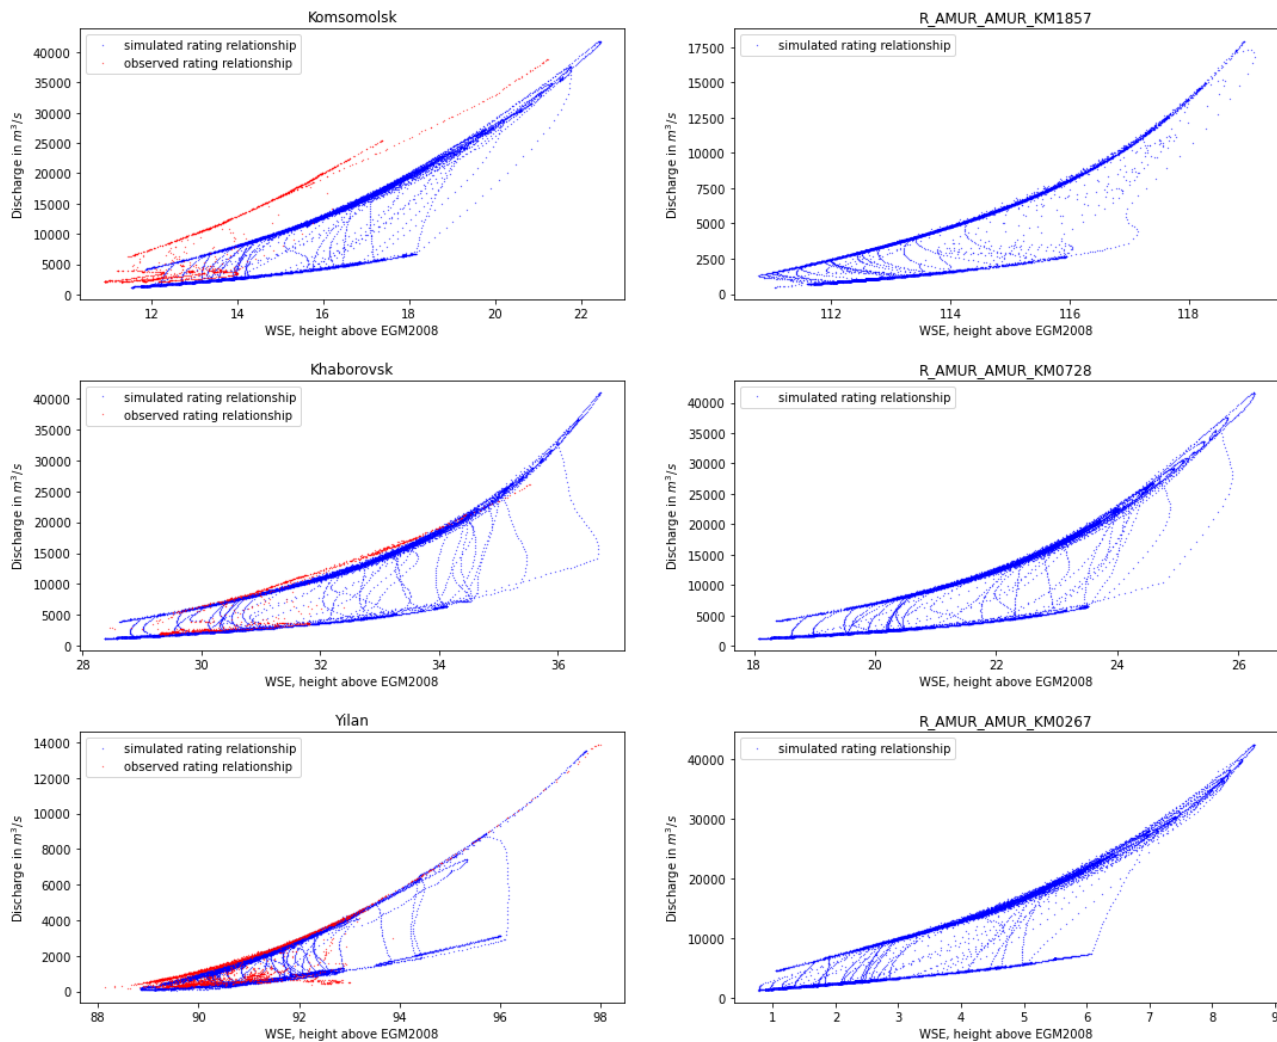 Komsomolsk
simulated rating relationship
observed rating relationship
Discharge in m³/s
40000
35000
30000
25000
20000
15000
10000
5000
0
12 14 16 18 20 22
WSE, height above EGM2008
R_AMUR_AMUR_KM1857
simulated rating relationship
Discharge in m³/s
17500
15000
12500
10000
7500
5000
2500
0
112 114 116 118
WSE, height above EGM2008
Khaborovsk
simulated rating relationship
observed rating relationship
Discharge in m³/s
40000
35000
30000
25000
20000
15000
10000
5000
0
28 30 32 34 36
WSE, height above EGM2008
R_AMUR_AMUR_KM0728
simulated rating relationship
Discharge in m³/s
40000
35000
30000
25000
20000
15000
10000
5000
0
18 20 22 24 26
WSE, height above EGM2008
Yilan
simulated rating relationship
observed rating relationship
Discharge in m³/s
14000
12000
10000
8000
6000
4000
2000
0
88 90 92 94 96 98
WSE, height above EGM2008
R_AMUR_AMUR_KM0267
simulated rating relationship
Discharge in m³/s
40000
30000
20000
10000
0
1 2 3 4 5 6 7 8 9
WSE, height above EGM2008